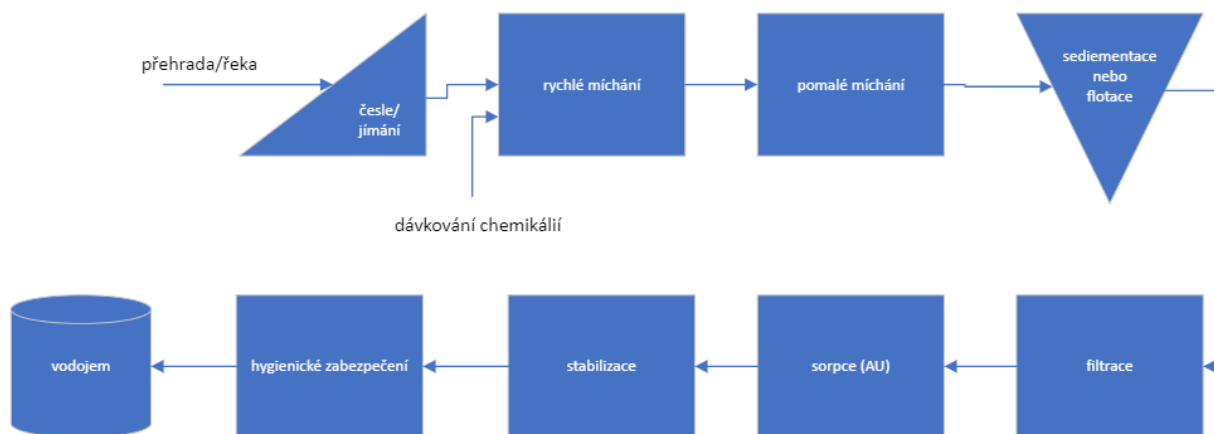 přehrada/řeka
česle/
jímání
rychlé míchání
pomalé míchání
sediementace
nebo
flotace
dávkování chemikálií
vodojem
hygienické zabezpečení
stabilizace
sorpce (AU)
filtrace